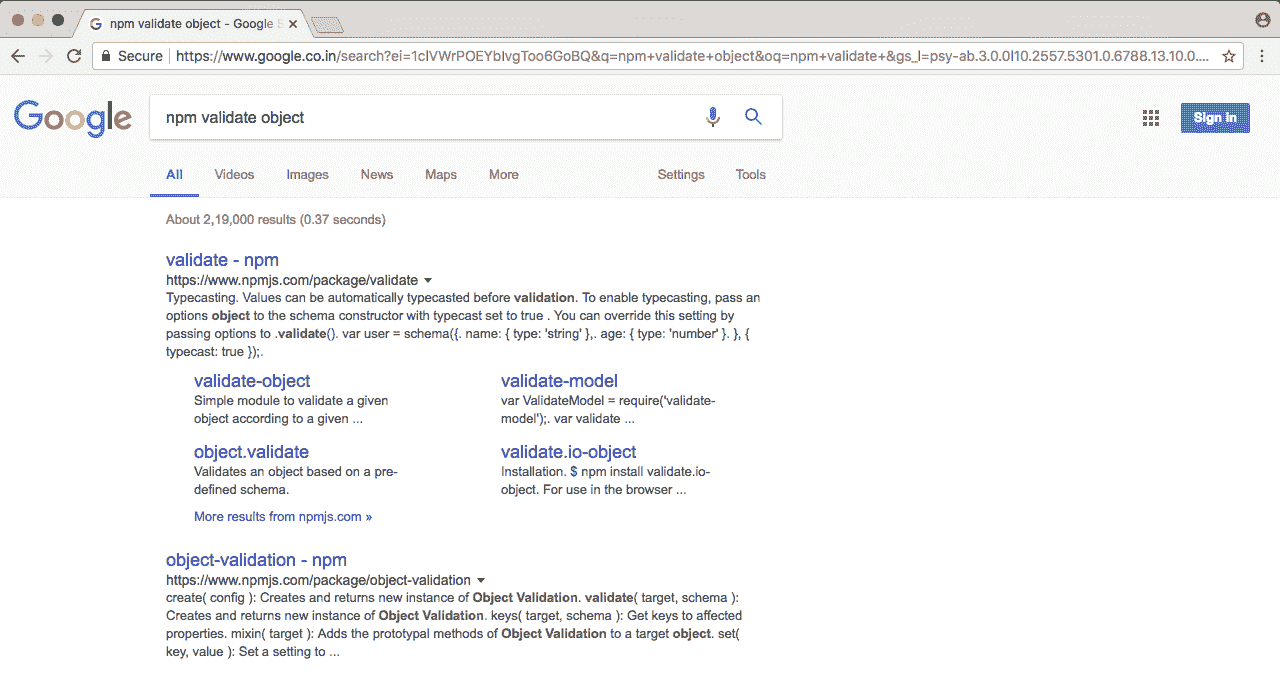 npm validate object - Google S
Secure https://www.google.co.in/search?ei=1clVWrPOEYbIvgToo6GoBQ&q=npm+validate+object&oq=npm+validate+&gs_l=psy-ab.3.0.0l10.2557.5301.0.6788.13.10.0....
Google
npm validate object
Sign in
All Videos Images News Maps More Settings Tools
About 2,19,000 results (0.37 seconds)
validate - npm
https://www.npmjs.com/package/validate
Typecasting. Values can be automatically typecasted before validation. To enable typecasting, pass an
options object to the schema constructor with typecast set to true . You can override this setting by
passing options to .validate(). var user = schema({. name: { type: 'string' },. age: { type: 'number' }. }, {
typecast: true });.
validate-object
Simple module to validate a given
object according to a given ...
validate-model
var ValidateModel = require('validate-
model');. var validate ...
object.validate
Validates an object based on a pre-
defined schema.
validate.io-object
Installation. $ npm install validate.io-
object. For use in the browser ...
More results from npmjs.com »
object-validation - npm
https://www.npmjs.com/package/object-validation
create( config ): Creates and returns new instance of Object Validation. validate( target, schema ):
Creates and returns new instance of Object Validation. keys( target, schema ): Get keys to affected
properties. mixin( target ): Adds the prototypal methods of Object Validation to a target object. set(
key, value ): Set a setting to ...